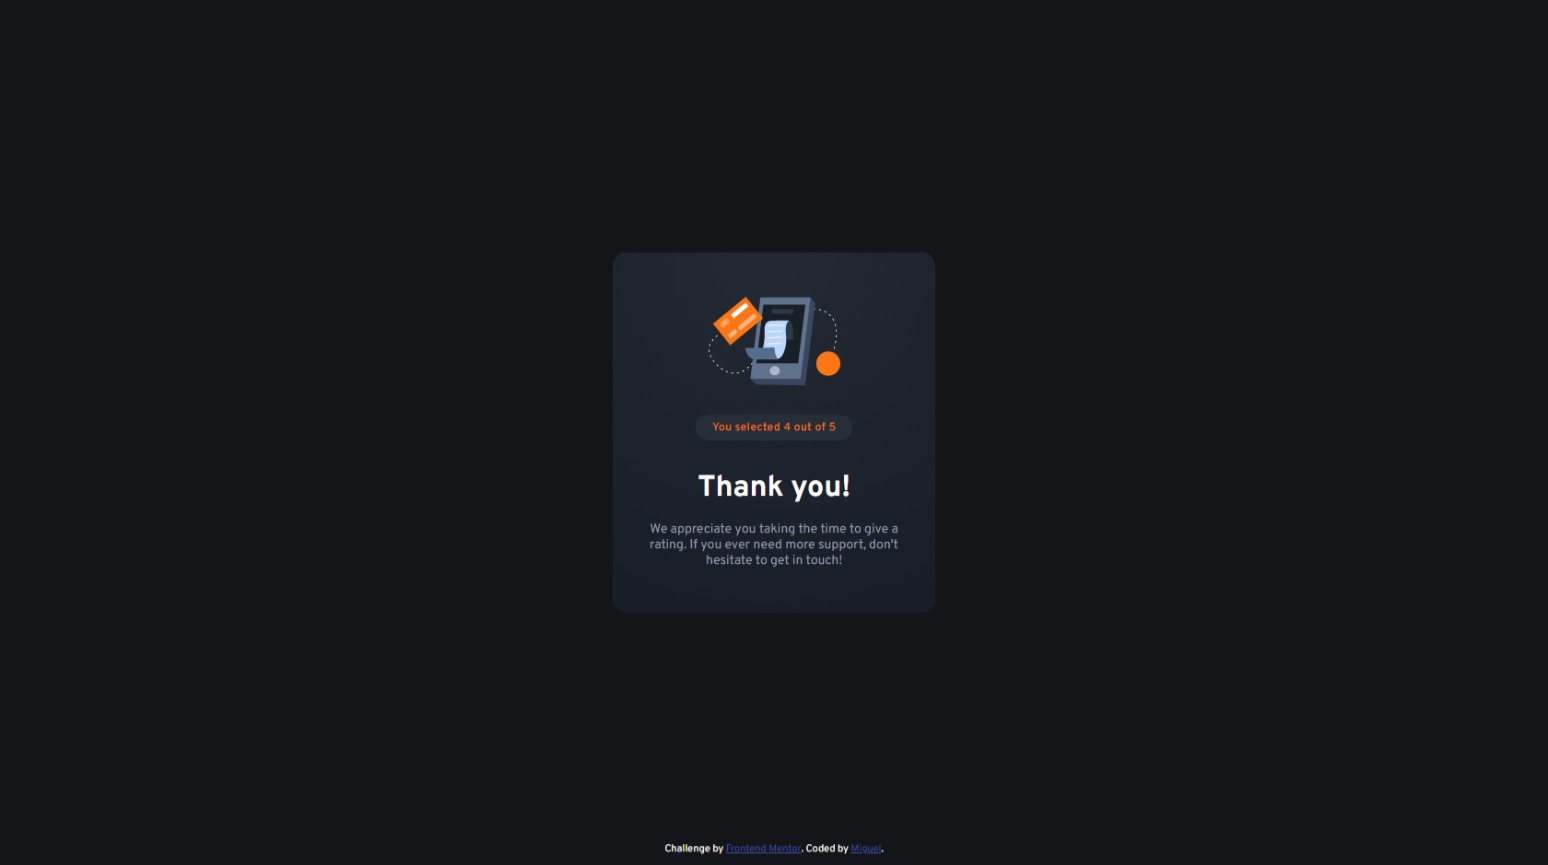 You selected 4 out of 5
Thank you!
We appreciate you taking the time to give a
rating. If you ever need more support, don't
hesitate to get in touch!
Challenge by Frontend Mentor. Coded by Miguel.